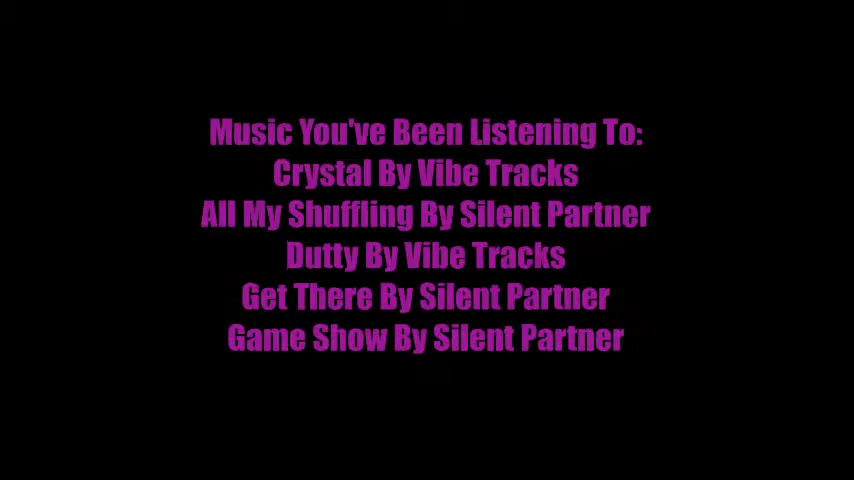 Music You've Been Listening To:
Crystal By Vibe Tracks
All My Shuffling By Silent Partner
Dutty By Vibe Tracks
Get There By Silent Partner
Game Show By Silent Partner